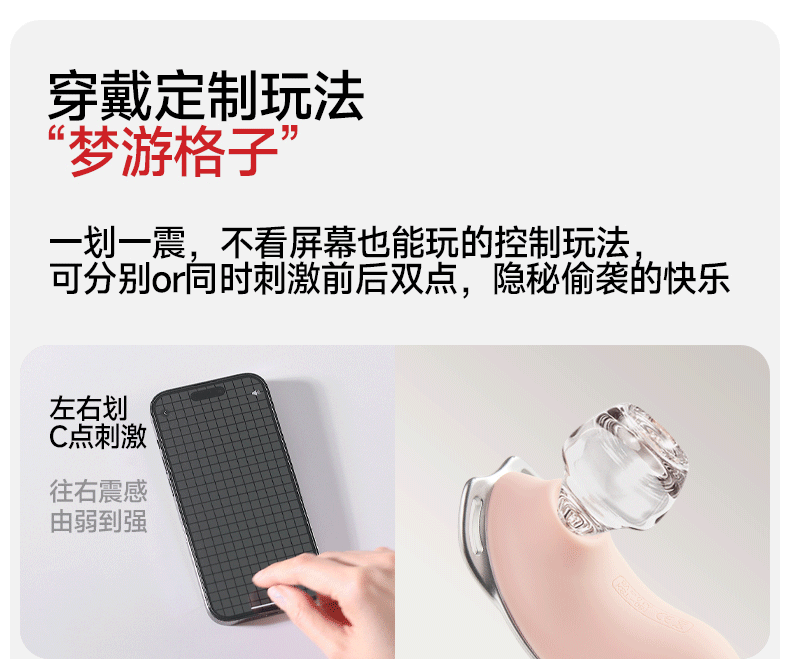 穿戴定制玩法
“梦游格子”
一划一震，不看屏幕也能玩的控制玩法，
可分别or同时刺激前后双点，隐秘偷袭的快乐
左右划
C点刺激
往右震感
由弱到强